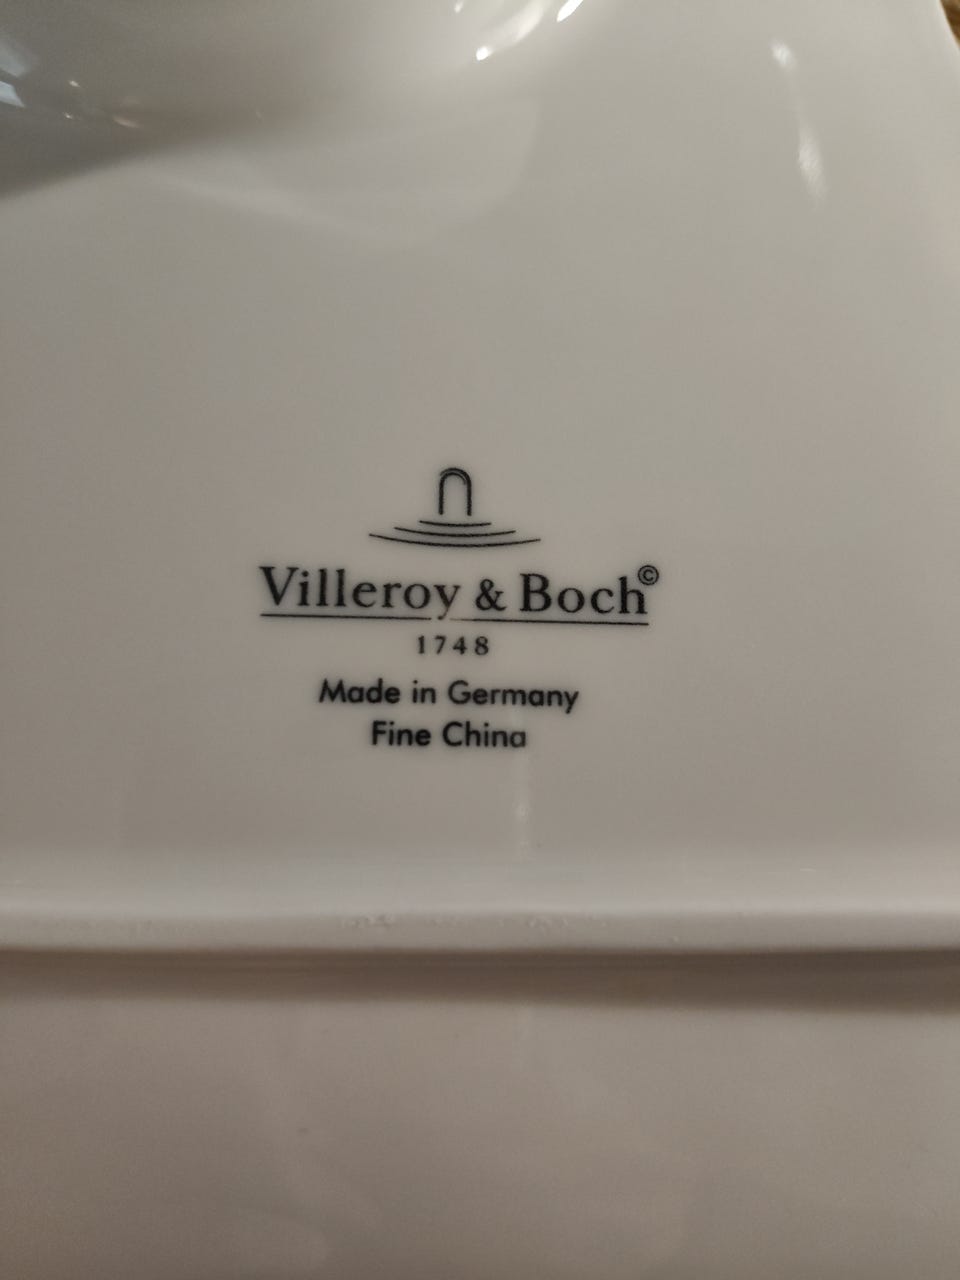 Villeroy & Boch©
1748
Made in Germany
Fine China